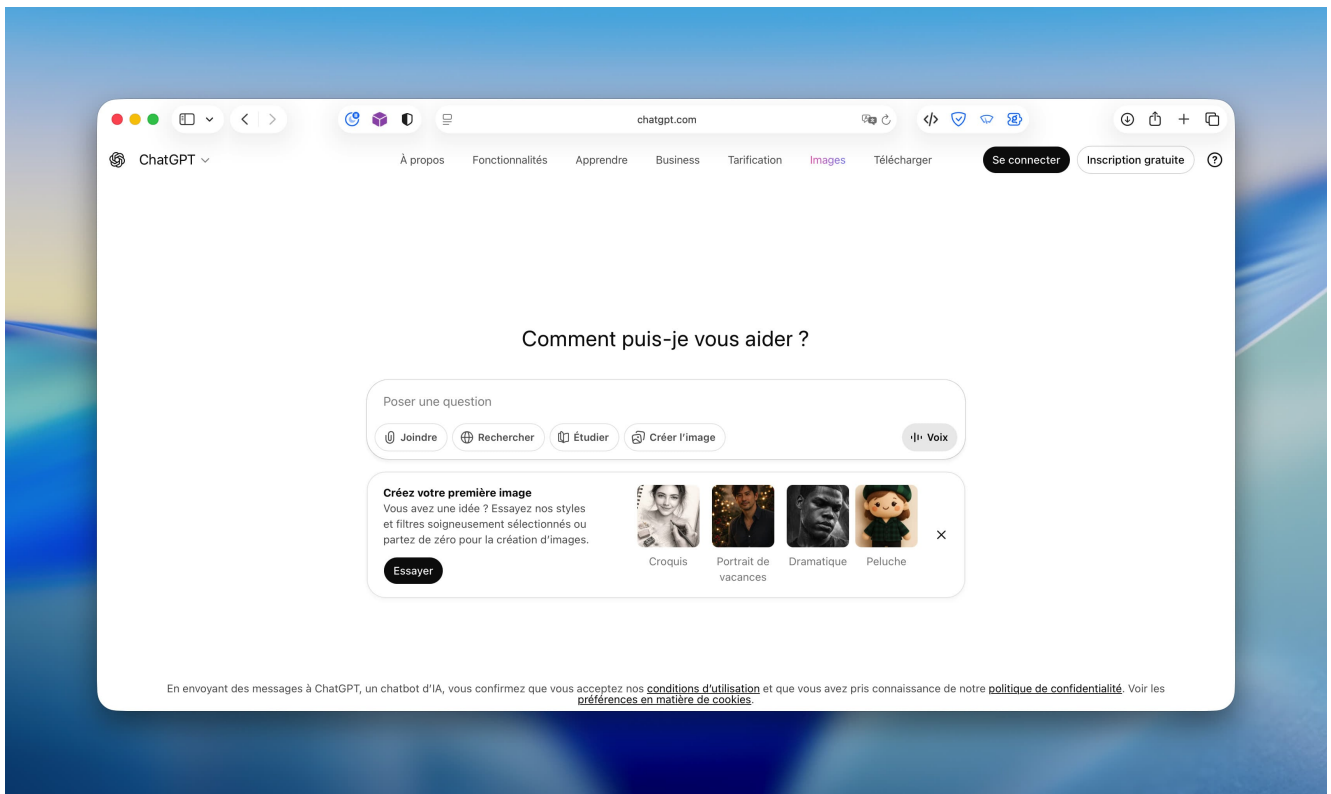 chatgpt.com
ChatGPT
À propos
Fonctionnalités
Apprendre
Business
Tarification
Images
Télécharger
Se connecter
Inscription gratuite
Comment puis-je vous aider ?
Poser une question
Joindre
Rechercher
Étudier
Créer l’image
Voix
Créez votre première image
Vous avez une idée ? Essayez nos styles
et filtres soigneusement sélectionnés ou
partez de zéro pour la création d’images.
Essayer
Croquis
Portrait de
vacances
Dramatique
Peluche
En envoyant des messages à ChatGPT, un chatbot d’IA, vous confirmez que vous acceptez nos conditions d’utilisation et que vous avez pris connaissance de notre politique de confidentialité. Voir les
préférences en matière de cookies.